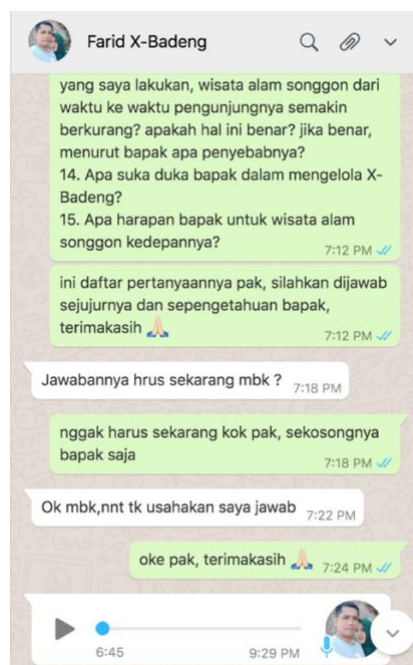 Farid X-Badeng
yang saya lakukan, wisata alam songgon dari
waktu ke waktu pengunjungnya semakin
berkurang? apakah hal ini benar? jika benar,
menurut bapak apa penyebabnya?
14. Apa suka duka bapak dalam mengelola X-
Badeng?
15. Apa harapan bapak untuk wisata alam
songgon kedepannya?
7:12 PM
ini daftar pertanyaannya pak, silahkan dijawab
sejujurnya dan sepengetahuan bapak,
terimakasih 🙏🏻
7:12 PM
Jawabannya hrus sekarang mbk ?
7:18 PM
nggak harus sekarang kok pak, sekosongnya
bapak saja
7:18 PM
Ok mbk,nnt tk usahakan saya jawab
7:22 PM
oke pak, terimakasih 🙏🏻
7:24 PM
6:45
9:29 PM